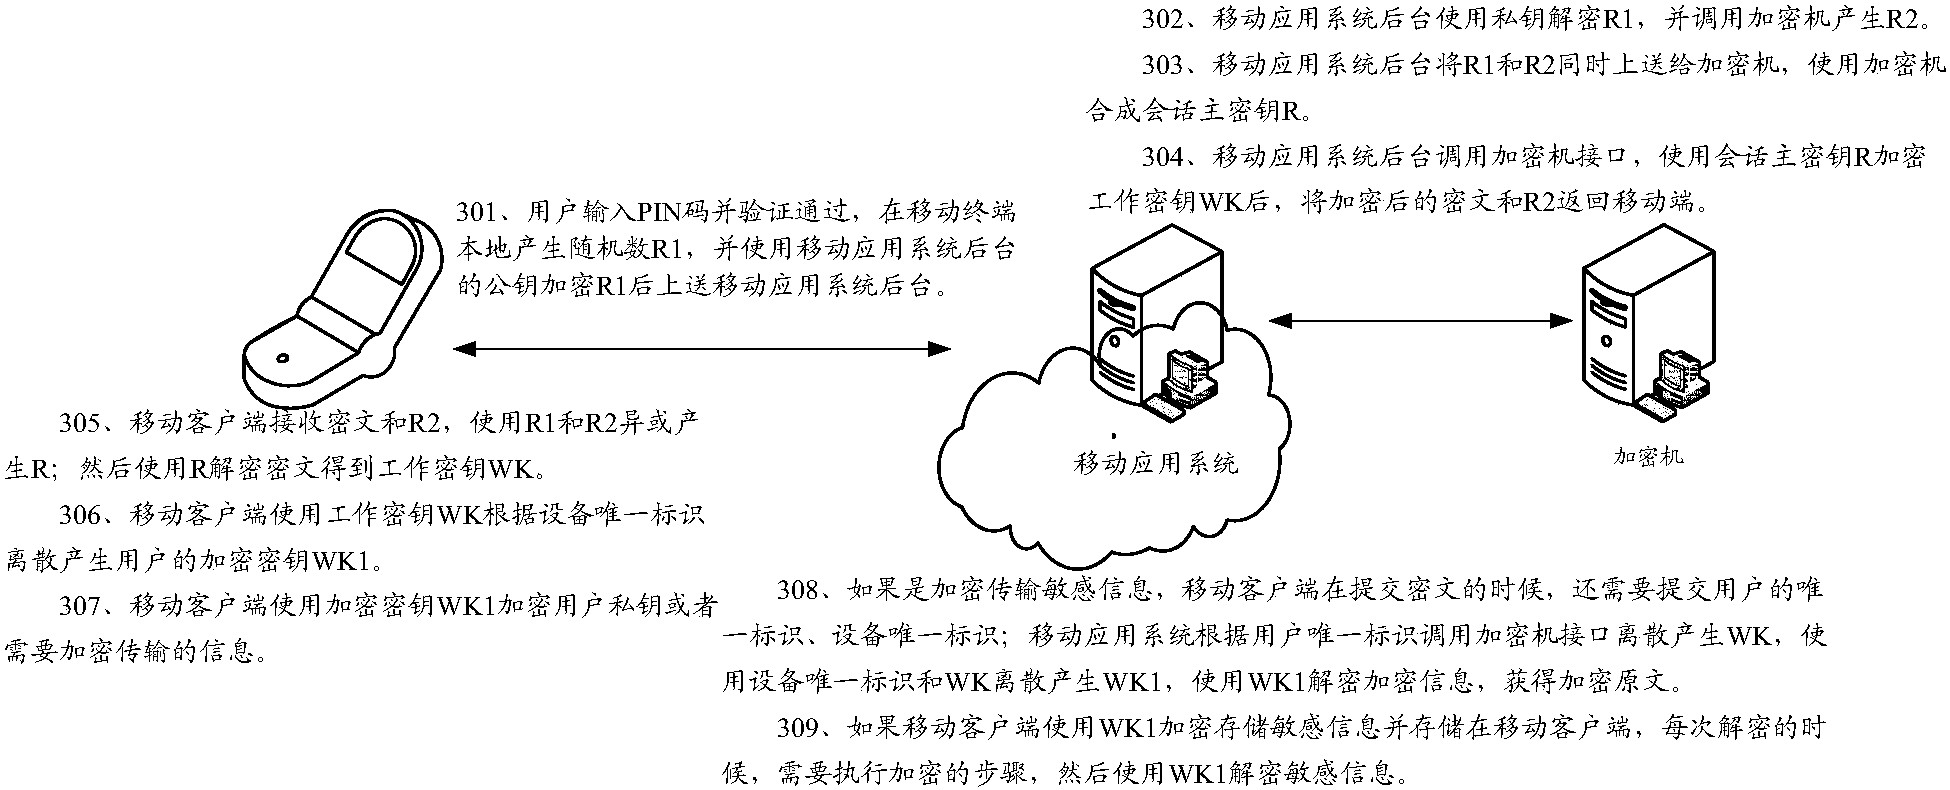 302、移动应用系统后台使用私钥解密R1，并调用加密机产生R2。
303、移动应用系统后台将R1和R2同时上送给加密机，使用加密机
合成会话主密钥R。
304、移动应用系统后台调用加密机接口，使用会话主密钥R加密
工作密钥WK后，将加密后的密文和R2返回移动端。
301、用户输入PIN码并验证通过，在移动终端
本地产生随机数R1，并使用移动应用系统后台
的公钥加密R1后上送移动应用系统后台。
移动应用系统
加密机
305、移动客户端接收密文和R2，使用R1和R2异或产
生R；然后使用R解密密文得到工作密钥WK。
306、移动客户端使用工作密钥WK根据设备唯一标识
离散产生用户的加密密钥WK1。
307、移动客户端使用加密密钥WK1加密用户私钥或者
需要加密传输的信息。
308、如果是加密传输敏感信息，移动客户端在提交密文的时候，还需要提交用户的唯
一标识、设备唯一标识；移动应用系统根据用户唯一标识调用加密机接口离散产生WK，使
用设备唯一标识和WK离散产生WK1，使用WK1解密加密信息，获得加密原文。
309、如果移动客户端使用WK1加密存储敏感信息并存储在移动客户端，每次解密的时
候，需要执行加密的步骤，然后使用WK1解密敏感信息。